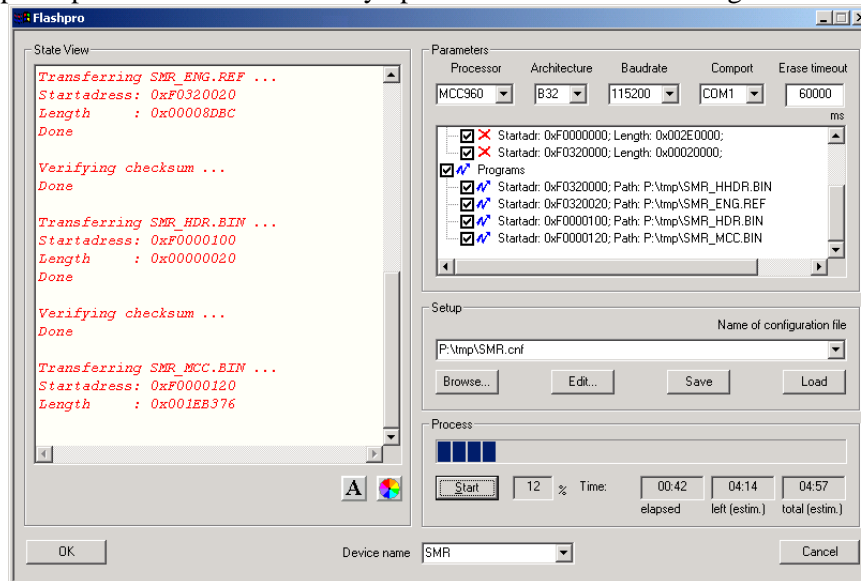 Flashpro
State View
Transferring SMR_ENG.REF ...
Startadress: 0xF0320020
Length : 0x00008DBC
Done
Verifying checksum ...
Done
Transferring SMR_HDR.BIN ...
Startadress: 0xF0000100
Length : 0x00000020
Done
Verifying checksum ...
Done
Transferring SMR_MCC.BIN ...
Startadress: 0xF0000120
Length : 0x001EB376
A
Parameters
Processor Architecture Baudrate Comport Erase timeout
MCC960 B32 115200 COM1 60000
ms
Startadr: 0xF0000000; Length: 0x002E0000;
Startadr: 0xF0320000; Length: 0x00020000;
Programs
Startadr: 0xF0320000; Path: P:\tmp\SMR_HHDR.BIN
Startadr: 0xF0320020; Path: P:\tmp\SMR_ENG.REF
Startadr: 0xF0000100; Path: P:\tmp\SMR_HDR.BIN
Startadr: 0xF0000120; Path: P:\tmp\SMR_MCC.BIN
Setup
Name of configuration file
P:\tmp\SMR.cnf
Browse... Edit... Save Load
Process
Start 12 % Time: 00:42 04:14 04:57
elapsed left (estim.) total (estim.)
OK Device name SMR Cancel